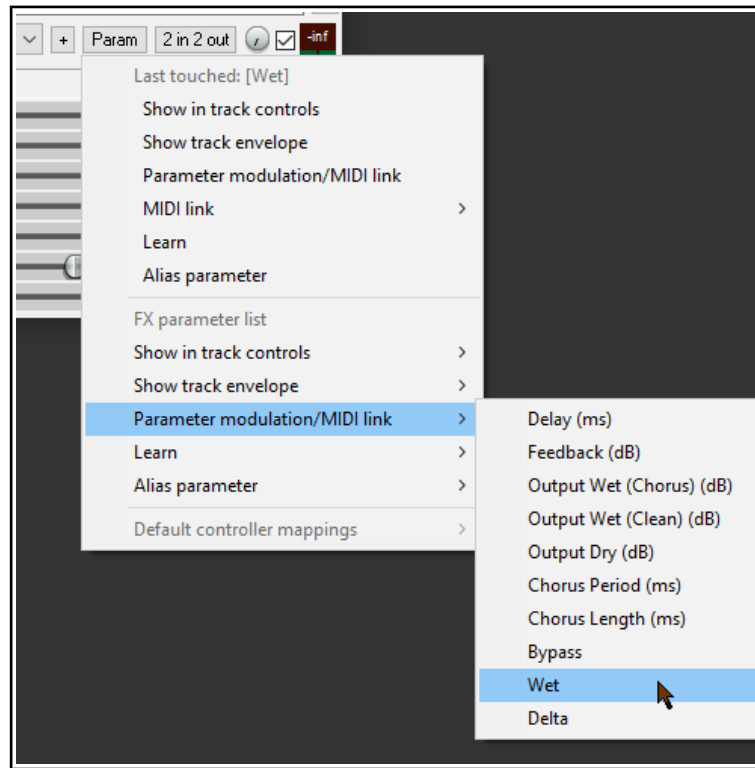 + Param 2 in 2 out -inf
Last touched: [Wet]
Show in track controls
Show track envelope
Parameter modulation/MIDI link
MIDI link
Learn
Alias parameter
FX parameter list
Show in track controls
Show track envelope
Parameter modulation/MIDI link
Learn
Alias parameter
Default controller mappings
Delay (ms)
Feedback (dB)
Output Wet (Chorus) (dB)
Output Wet (Clean) (dB)
Output Dry (dB)
Chorus Period (ms)
Chorus Length (ms)
Bypass
Wet
Delta